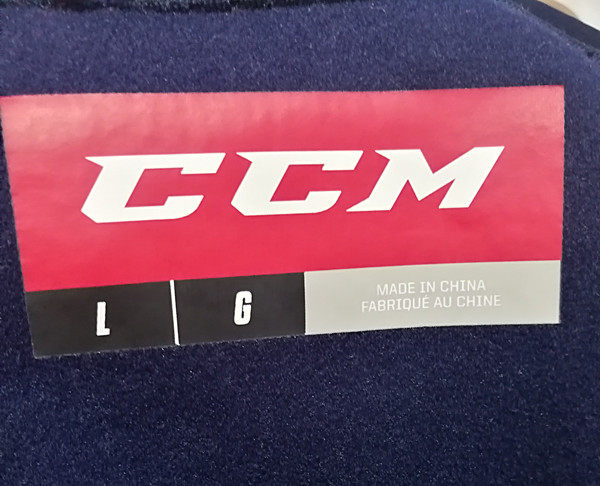 CCM
L G
MADE IN CHINA
FABRIQUÉ AU CHINE